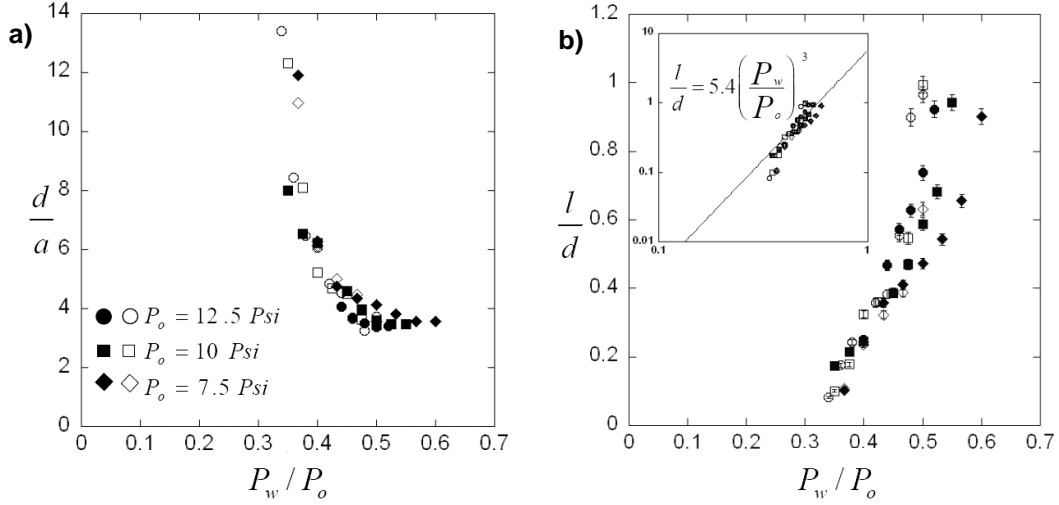 a)
14
12
10
8
6
4
2
0
d/a
● ○ P_o = 12.5 Psi
■ □ P_o = 10 Psi
◆ ◇ P_o = 7.5 Psi
0 0.1 0.2 0.3 0.4 0.5 0.6 0.7
P_w / P_o
b)
1.2
1
0.8
0.6
0.4
0.2
0
l/d
10
1
0.1
0.01
0.1 1
l/d = 5.4 (P_w/P_o)^3
0 0.1 0.2 0.3 0.4 0.5 0.6 0.7
P_w / P_o